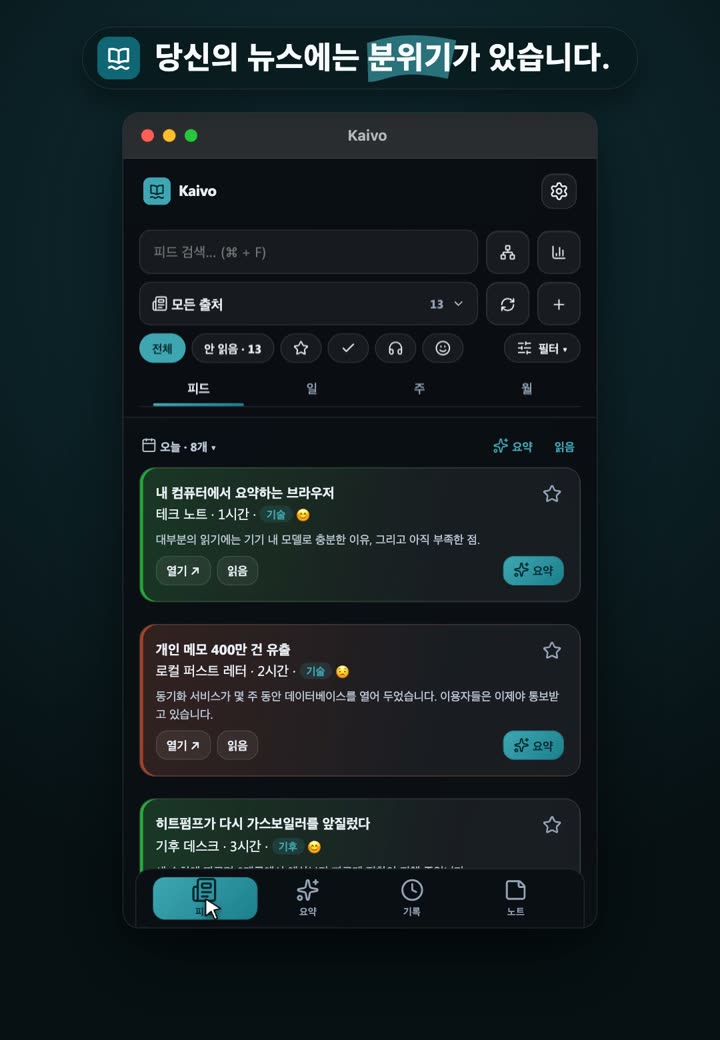 당신의 뉴스에는 분위기가 있습니다.
Kaivo
Kaivo
피드 검색... (⌘ + F)
모든 출처 13
전체 안 읽음 · 13 필터 ▾
피드 일 주 월
오늘 · 8개 ▾ 요약 읽음
내 컴퓨터에서 요약하는 브라우저
테크 노트 · 1시간 · 기술 😊
대부분의 읽기에는 기기 내 모델로 충분한 이유, 그리고 아직 부족한 점.
열기 ↗ 읽음 요약
개인 메모 400만 건 유출
로컬 퍼스트 레터 · 2시간 · 기술 😟
동기화 서비스가 몇 주 동안 데이터베이스를 열어 두었습니다. 이용자들은 이제야 통보받
고 있습니다.
열기 ↗ 읽음 요약
히트펌프가 다시 가스보일러를 앞질렀다
기후 데스크 · 3시간 · 기후 😊
요약 기록 노트